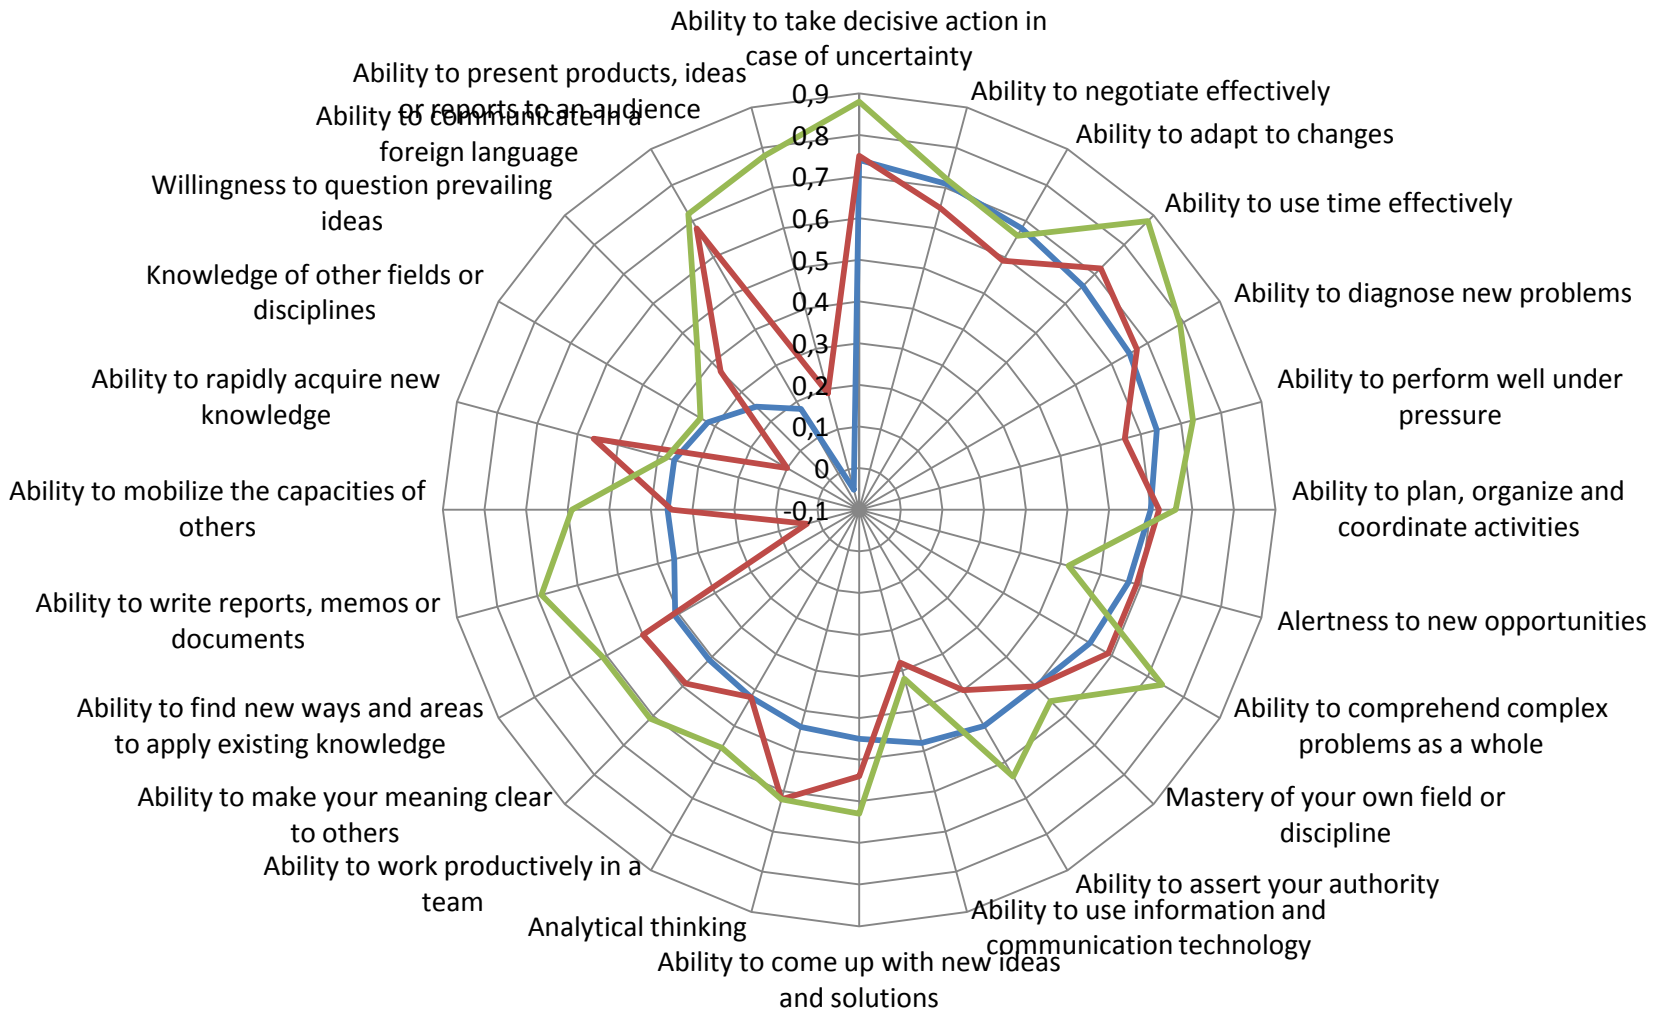 Ability to take decisive action in
case of uncertainty
Ability to negotiate effectively
Ability to adapt to changes
Ability to use time effectively
Ability to diagnose new problems
Ability to perform well under
pressure
Ability to plan, organize and
coordinate activities
Alertness to new opportunities
Ability to comprehend complex
problems as a whole
Mastery of your own field or
discipline
Ability to assert your authority
Ability to use information and
communication technology
Ability to come up with new ideas
and solutions
Analytical thinking
Ability to work productively in a
team
Ability to make your meaning clear
to others
Ability to find new ways and areas
to apply existing knowledge
Ability to write reports, memos or
documents
Ability to mobilize the capacities of
others
Ability to rapidly acquire new
knowledge
Knowledge of other fields or
disciplines
Willingness to question prevailing
ideas
Ability to communicate in a
foreign language
Ability to present products, ideas
or reports to an audience
0,9
0,8
0,7
0,6
0,5
0,4
0,3
0,2
0,1
0
-0,1